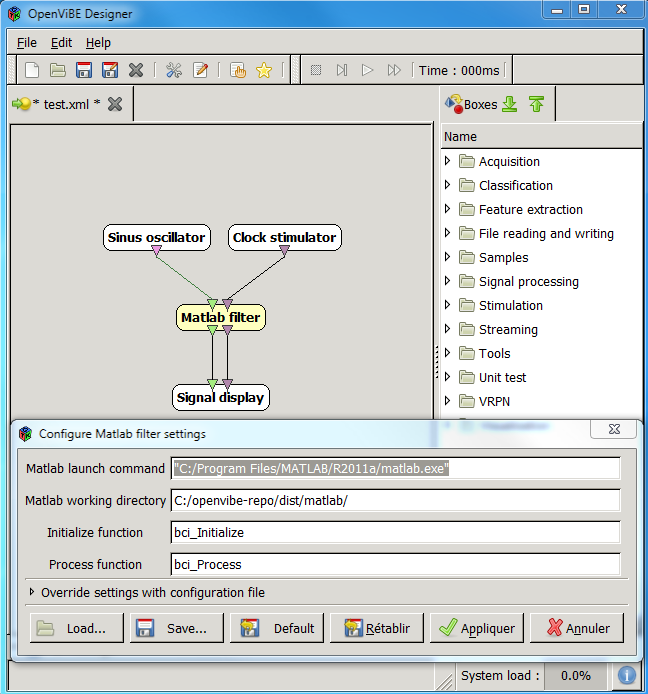 OpenViBE Designer
File Edit Help
Time : 000ms
* test.xml *
Boxes
Name
Acquisition
Classification
Feature extraction
File reading and writing
Samples
Signal processing
Stimulation
Streaming
Tools
Unit test
VRPN
Sinus oscillator Clock stimulator
Matlab filter
Signal display
Configure Matlab filter settings
Matlab launch command "C:/Program Files/MATLAB/R2011a/matlab.exe"
Matlab working directory C:/openvibe-repo/dist/matlab/
Initialize function bci_Initialize
Process function bci_Process
Override settings with configuration file
Load... Save... Default Rétablir Appliquer Annuler
System load : 0.0%